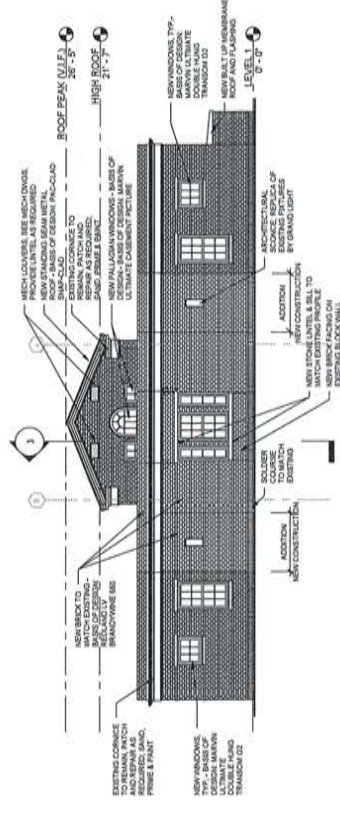 ROOF PEAK (V.I.F.)
26' - 5"
HIGH ROOF
21' - 7"
LEVEL 1
0' - 0"
MECH LOUVERS, SEE MECH DWGS,
PROVIDE LINTEL AS REQUIRED
NEW STANDING SEAM METAL
ROOF - BASIS OF DESIGN: PAC-CLAD
SNAP-CLAD
EXISTING CORNICE TO
REMAIN, PATCH AND
REPAIR AS REQUIRED;
SAND, PRIME & PAINT
NEW PALLADIAN WINDOWS - BASIS OF
DESIGN - BASIS OF DESIGN: MARVIN
ULTIMATE CASEMENT PICTURE
NEW WINDOWS, TYP.-
BASIS OF DESIGN:
MARVIN ULTIMATE
DOUBLE HUNG
TRANSOM G2
NEW BUILT UP MEMBRANE
ROOF AND FLASHING
3
NEW BRICK TO
MATCH EXISTING -
BASIS OF DESIGN:
REDLAND LV
BRANDYWINE 660
EXISTING CORNICE
TO REMAIN, PATCH
AND REPAIR AS
REQUIRED; SAND,
PRIME & PAINT
NEW WINDOWS,
TYP. - BASIS OF
DESIGN: MARVIN
ULTIMATE
DOUBLE HUNG
TRANSOM G2
ADDITION
NEW CONSTRUCTION
SOLDIER
COURSE
TO MATCH
EXISTING
NEW STONE LINTEL & SILL TO
MATCH EXISTING PROFILE
NEW BRICK FACING ON
EXISTING BLOCK WALL
ADDITION
NEW CONSTRUCTION
ARCHITECTURAL
SCONCE, REPLICA OF
EXISTING FIXTURES
BY GRAND LIGHT